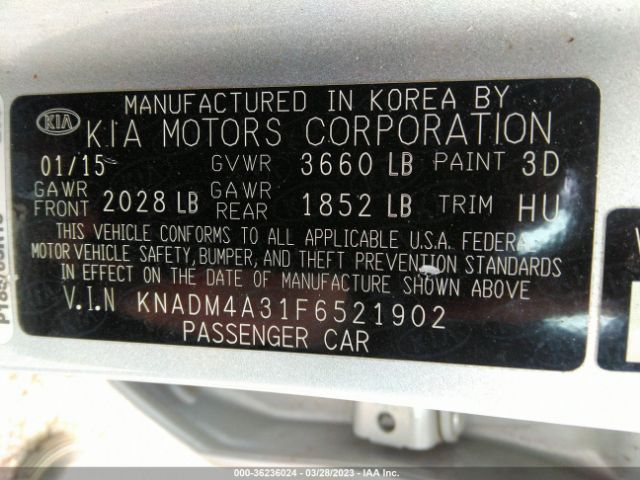 MANUFACTURED IN KOREA BY
KIA KIA MOTORS CORPORATION
01/15 GVWR 3660 LB PAINT 3D
GAWR FRONT 2028 LB GAWR REAR 1852 LB TRIM HU
THIS VEHICLE CONFORMS TO ALL APPLICABLE U.S.A. FEDERA
MOTOR VEHICLE SAFETY, BUMPER, AND THEFT PREVENTION STANDARDS
IN EFFECT ON THE DATE OF MANUFACTURE SHOWN ABOVE
V.I.N KNADM4A31F6521902
PASSENGER CAR
000-36236024 - 03/28/2023 - IAA Inc.